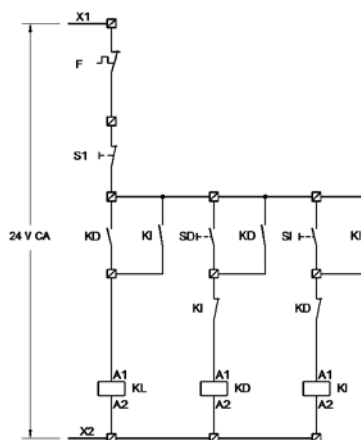 X1
F
S1
24 V CA
KD KI SD KD SI KI
KI KD
A1 A1 A1
KL KD KI
A2 A2 A2
X2